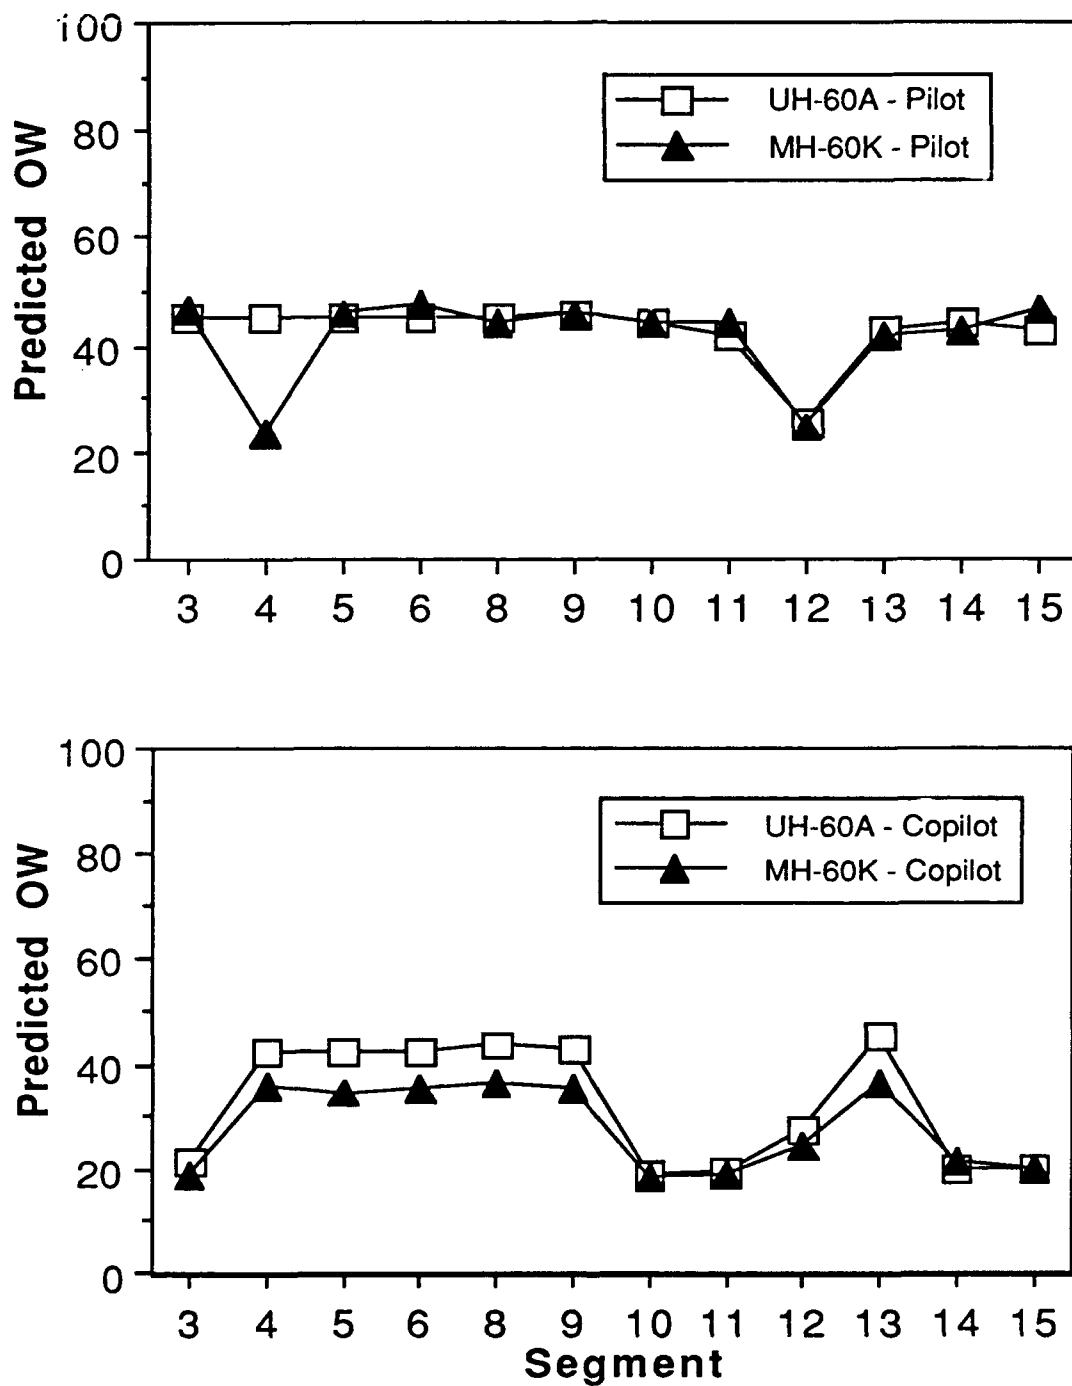 100
80
60
40
20
0
Predicted OW
UH-60A - Pilot
MH-60K - Pilot
3 4 5 6 8 9 10 11 12 13 14 15
100
80
60
40
20
0
Predicted OW
UH-60A - Copilot
MH-60K - Copilot
3 4 5 6 8 9 10 11 12 13 14 15
Segment